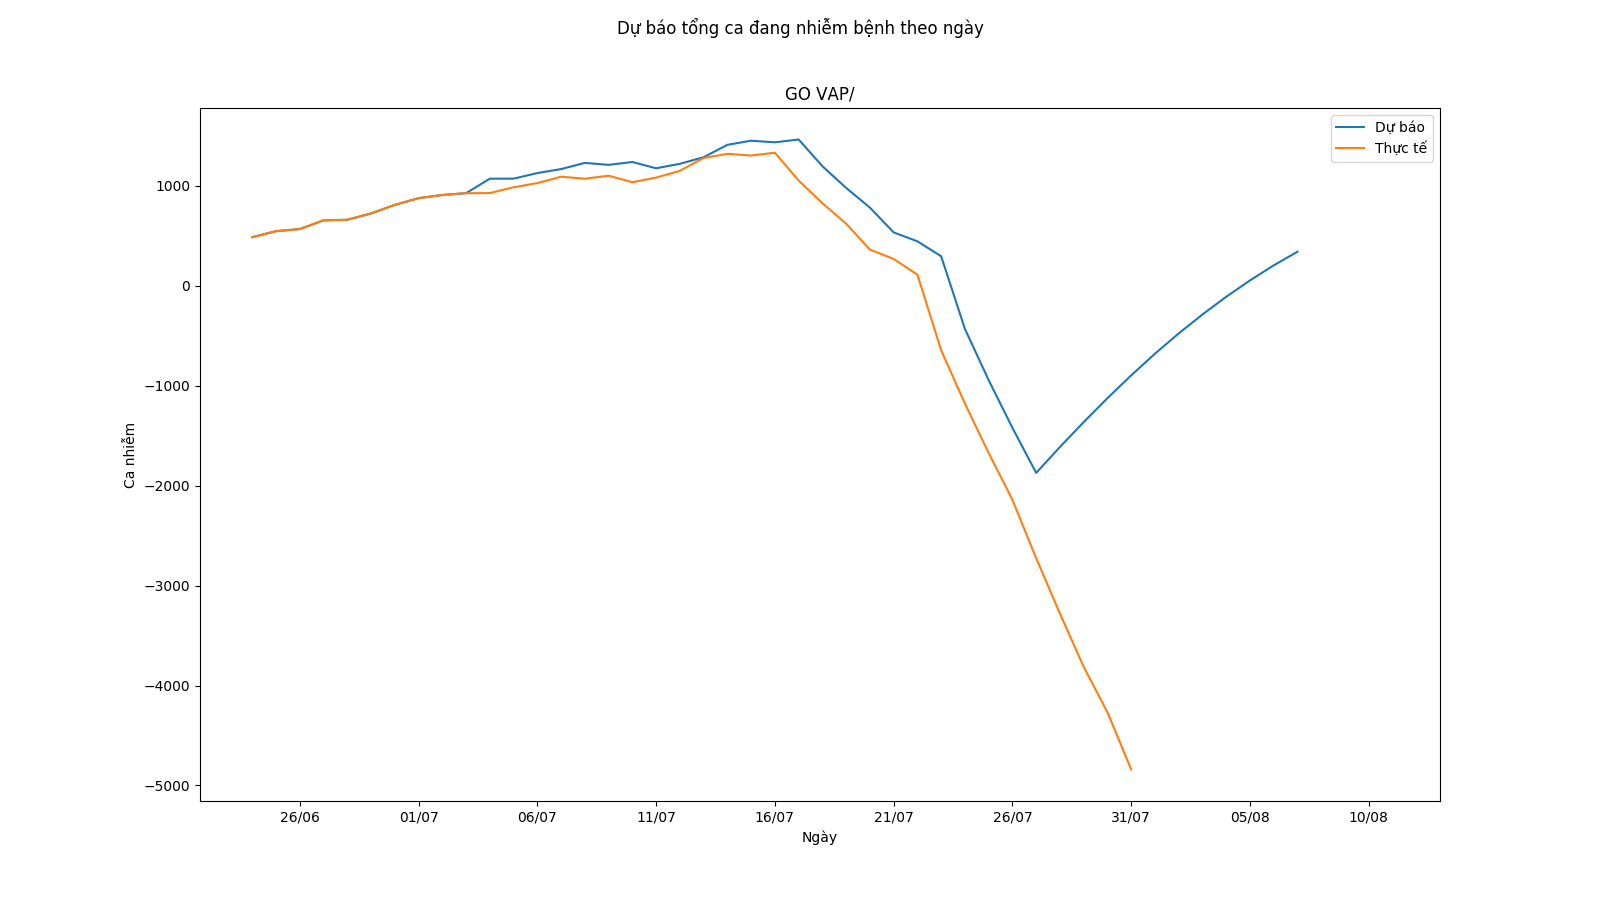 Dự báo tổng ca đang nhiễm bệnh theo ngày
GO VAP/
Dự báo
Thực tế
1000
0
−1000
−2000
−3000
−4000
−5000
Ca nhiễm
26/06
01/07
06/07
11/07
16/07
21/07
26/07
31/07
05/08
10/08
Ngày